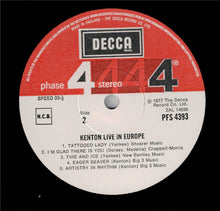 DECCA
phase 4 stereo
444®
SPEED 33⅓
℗ 1977 The Decca
Record Co. Ltd.
ZAL 14936
N.C.B.
Side
2
PFS 4393
KENTON LIVE IN EUROPE
1. TATTOOED LADY (Yankee) Shearer Music
2. I'M GLAD THERE IS YOU (Dorsey, Madeira) Chappell-Morris
3. FIRE AND ICE (Yankee) New Bentley Music
4. EAGER BEAVER (Kenton) Big 3 Music
5. ARTISTRY IN RHYTHM (Kenton) Big 3 Music